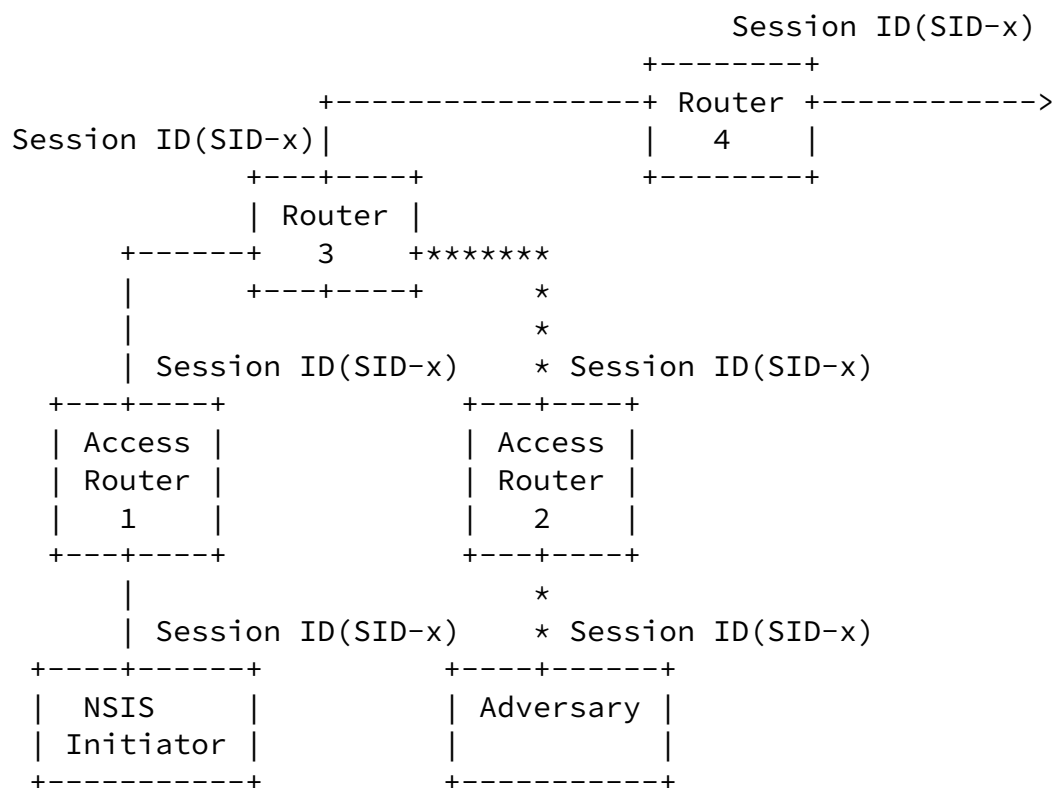 Session ID(SID-x)
+--------+
+-----------------+ Router +------------>
Session ID(SID-x)| | 4 |
+---+----+ +--------+
| Router |
+------+ 3 +*******
| +---+----+ *
| *
| Session ID(SID-x) * Session ID(SID-x)
+---+----+ +---+----+
| Access | | Access |
| Router | | Router |
| 1 | | 2 |
+---+----+ +---+----+
| *
| Session ID(SID-x) * Session ID(SID-x)
+----+------+ +----+------+
| NSIS | | Adversary |
| Initiator | | |
+-----------+ +-----------+